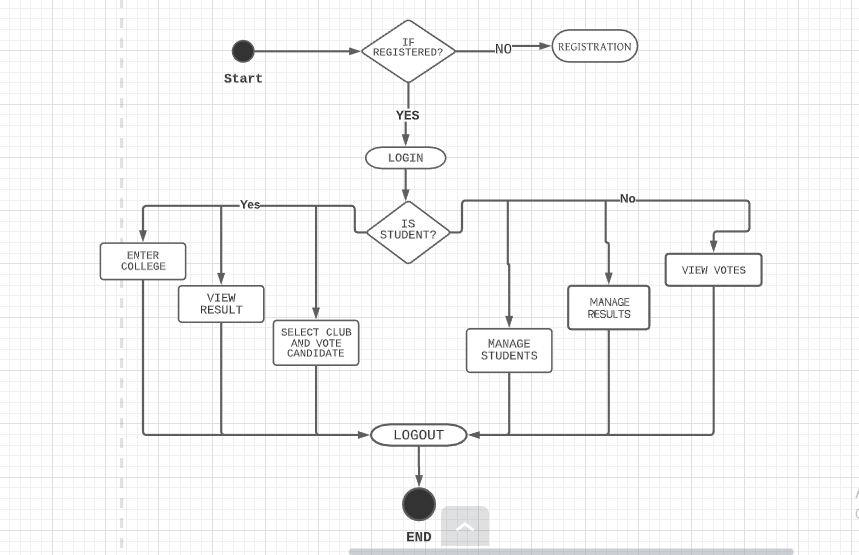 IF
REGISTERED?
NO
REGISTRATION
Start
YES
LOGIN
Yes
No
IS
STUDENT?
ENTER
COLLEGE
VIEW VOTES
VIEW
RESULT
MANAGE
RESULTS
SELECT CLUB
AND VOTE
CANDIDATE
MANAGE
STUDENTS
LOGOUT
END